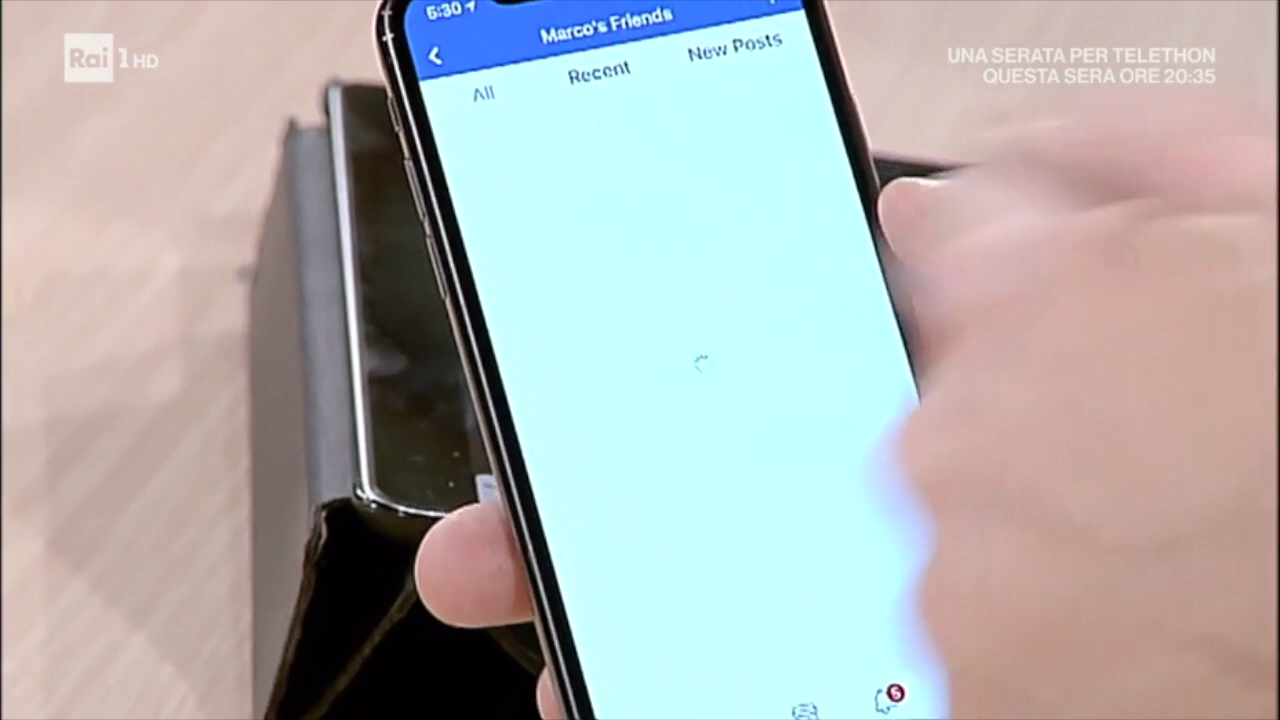 Rai 1 HD
UNA SERATA PER TELETHON
QUESTA SERA ORE 20:35
6:30
Marco's Friends
All
Recent
New Posts
5